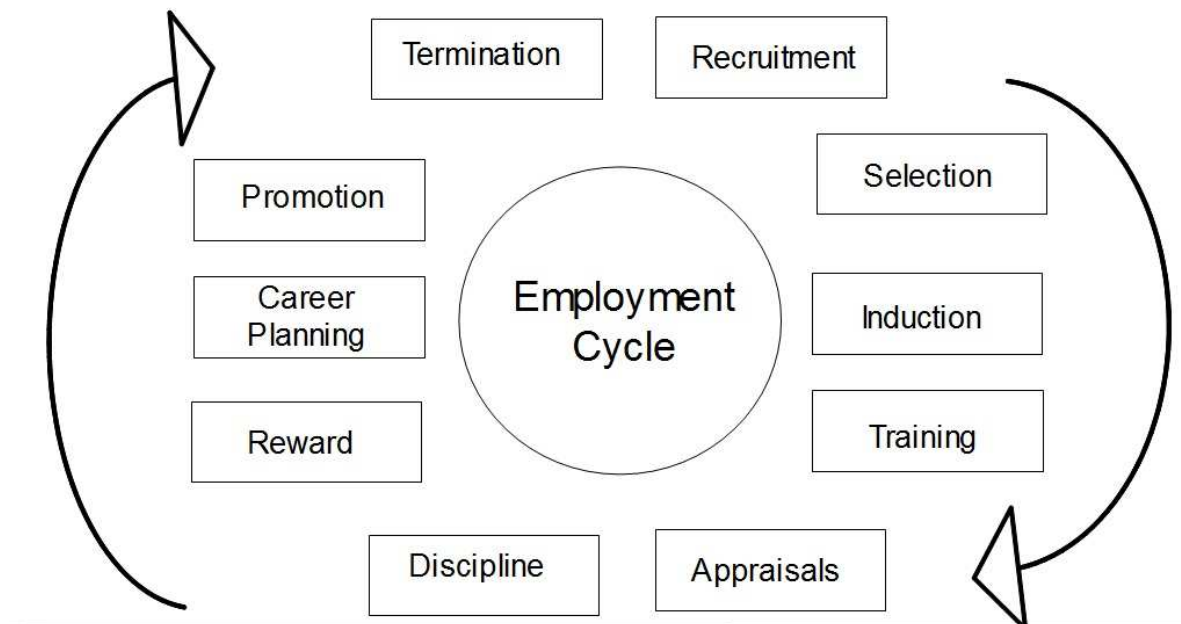 Termination
Recruitment
Promotion
Selection
Career
Planning
Employment
Cycle
Induction
Reward
Training
Discipline
Appraisals